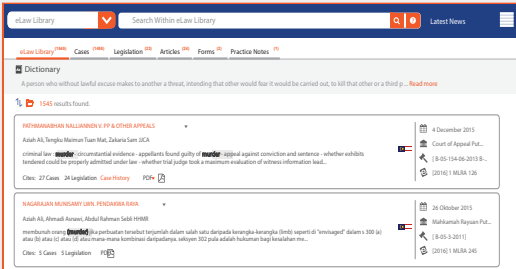 eLaw Library Search Within eLaw Library Latest News
eLaw Library (1545) Cases (1486) Legislation (22) Articles (34) Forms (2) Practice Notes (1)
Dictionary
A person who without lawful excuse makes to another a threat, intending that other would fear it would be carried out, to kill that other or a third p... Read more
1545 results found.
PATHMANABHAN NALLIANNEN V. PP & OTHER APPEALS
4 December 2015
Aziah Ali, Tengku Maimun Tuan Mat, Zakaria Sam JJCA
Court of Appeal Put...
criminal law : murder - circumstantial evidence - appellants found guilty of murder - appeal against conviction and sentence - whether exhibits
tendered could be properly admitted under law - whether trial judge took a maximum evaluation of witness information lead...
[B-05-154-06-2013 B-..
Cites: 27 Cases 24 Legislation Case History PDF
[2016] 1 MLRA 126
NAGARAJAN MUNISAMY LWN. PENDAKWA RAYA
26 Oktober 2015
Aziah Ali, Ahmadi Asnawi, Abdul Rahman Sebli HHMR
Mahkamah Rayuan Put...
membunuh orang (murder) jika perbuatan tersebut terjumlah dalam salah satu daripada kerangka-kerangka (limb) seperti di "envisaged" dalam s 300 (a)
atau (b) atau (c) atau (d) atau mana-mana kombinasi daripadanya. seksyen 302 pula adalah hukuman bagi kesalahan me...
[ B-05-3-2011]
Cites: 5 Cases 5 Legislation PDF
[2016] 1 MLRA 245